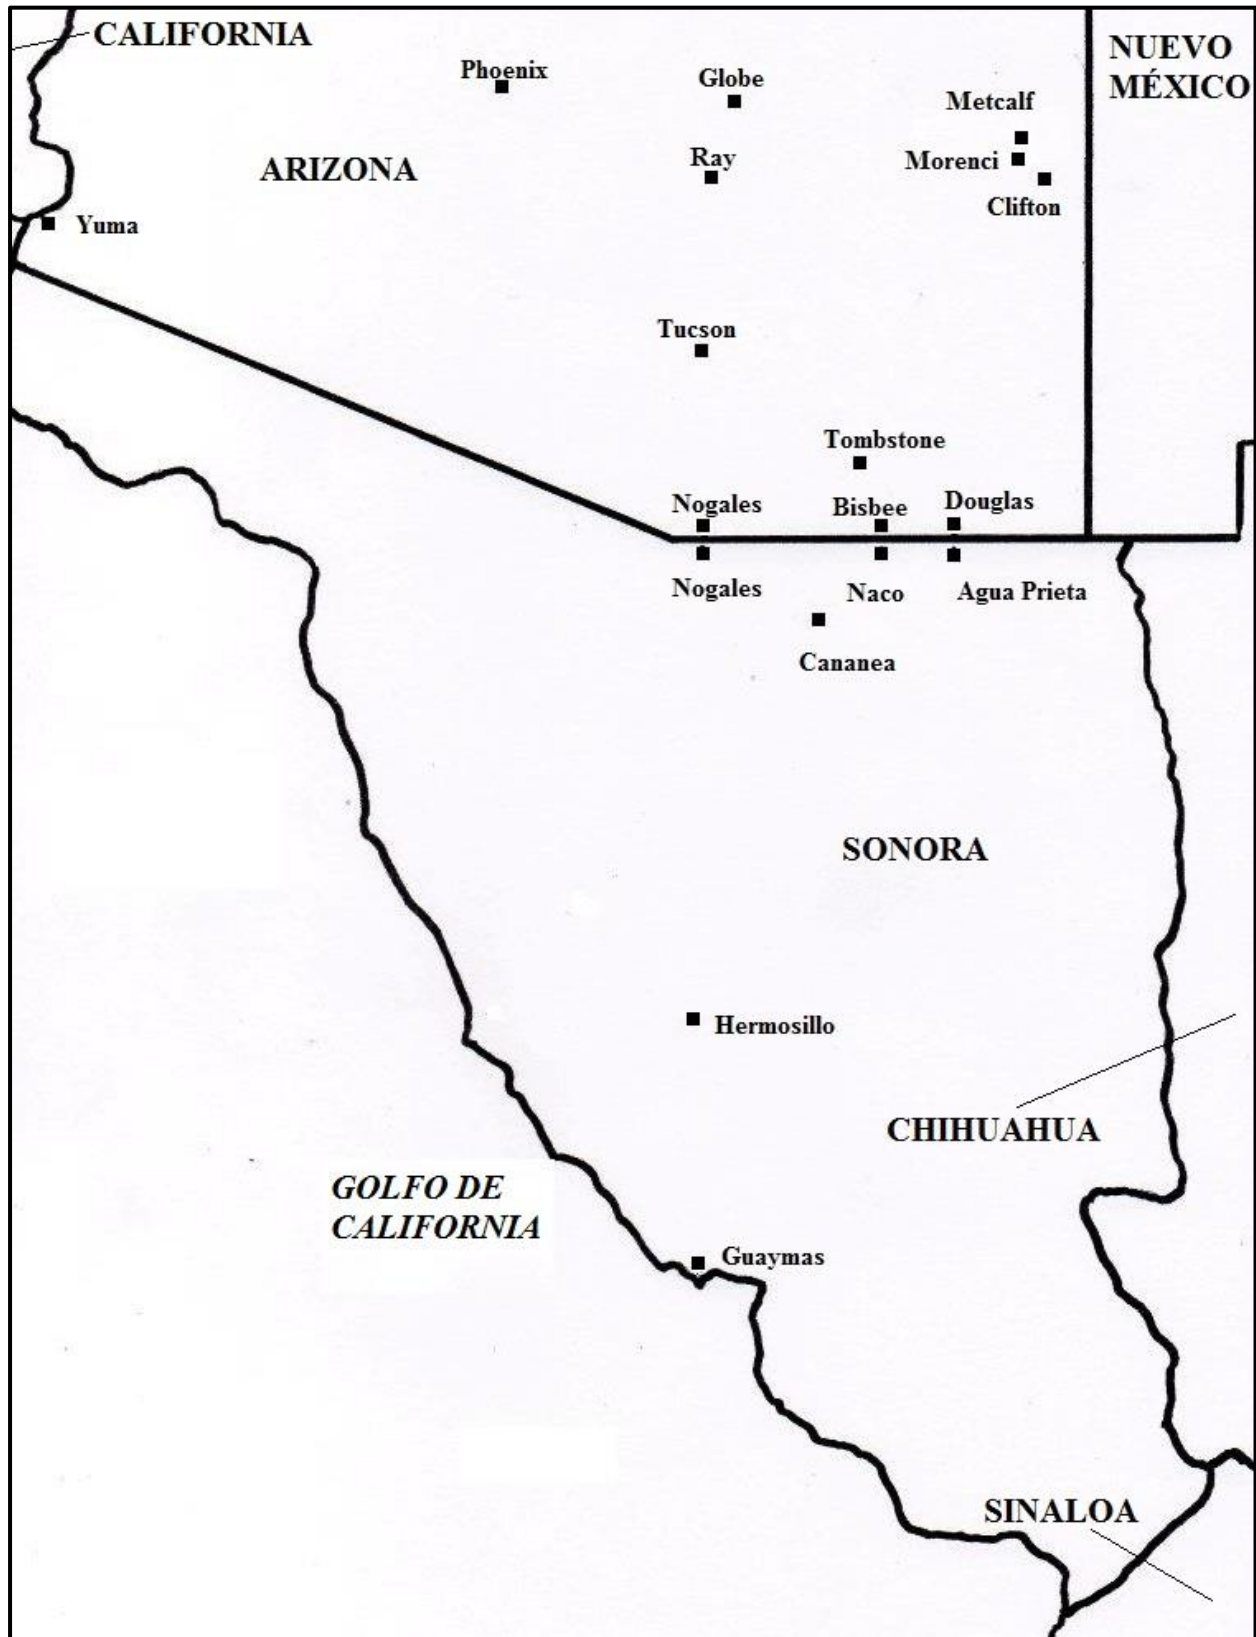 CALIFORNIA
NUEVO
MÉXICO
Phoenix
Globe
Metcalf
Ray
Morenci
ARIZONA
Clifton
Yuma
Tucson
Tombstone
Nogales
Bisbee
Douglas
Nogales
Naco
Agua Prieta
Cananea
SONORA
Hermosillo
CHIHUAHUA
GOLFO DE
CALIFORNIA
Guaymas
SINALOA